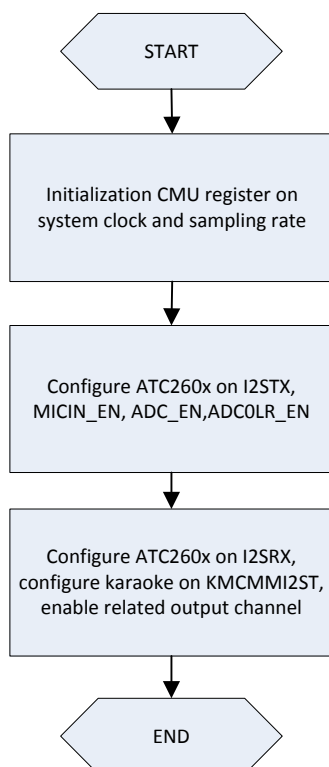 START
Initialization CMU register on
system clock and sampling rate
Configure ATC260x on I2STX,
MICIN_EN, ADC_EN,ADC0LR_EN
Configure ATC260x on I2SRX,
configure karaoke on KMCMMI2ST,
enable related output channel
END